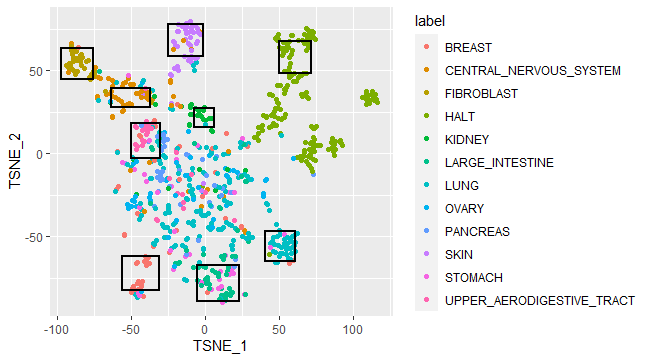 label
BREAST
CENTRAL_NERVOUS_SYSTEM
FIBROBLAST
HALT
KIDNEY
LARGE_INTESTINE
LUNG
OVARY
PANCREAS
SKIN
STOMACH
UPPER_AERODIGESTIVE_TRACT
TSNE_2
50
0
-50
-100
-50
0
50
100
TSNE_1